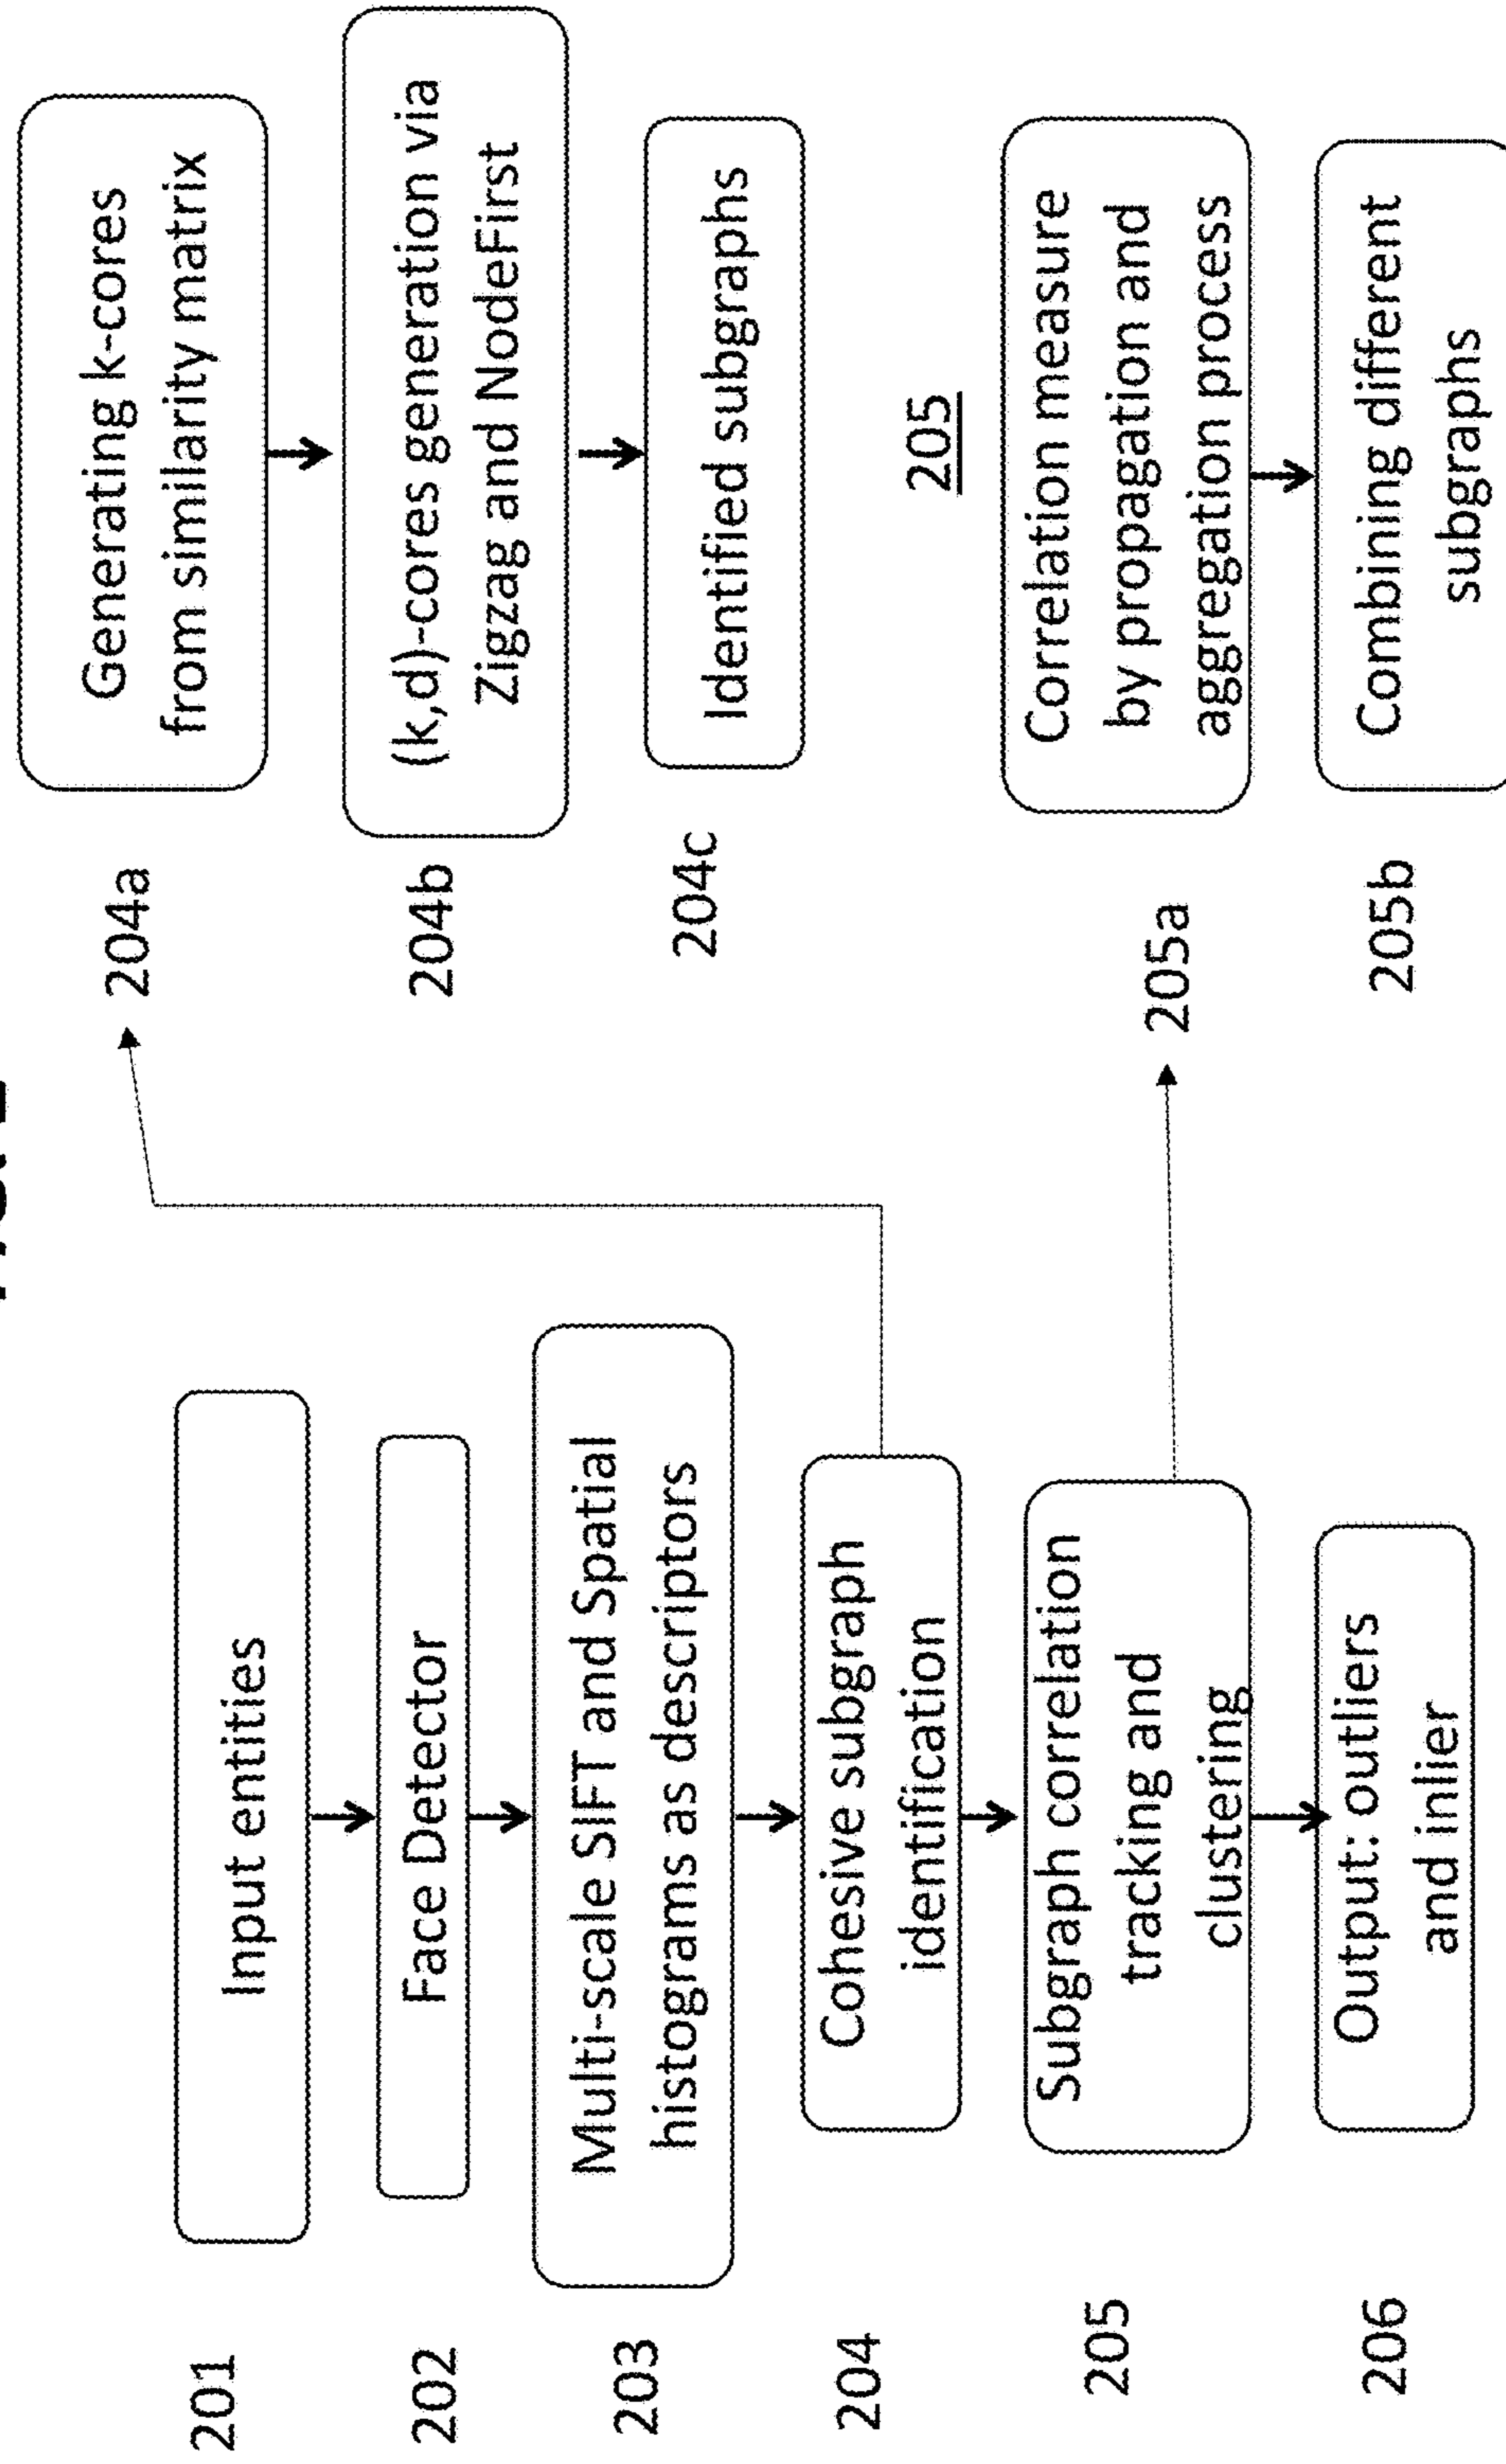 201
Input entities
202
Face Detector
203
Multi-scale SIFT and Spatial
histograms as descriptors
204
Cohesive subgraph
identification
205
Subgraph correlation
tracking and
clustering
206
Output: outliers
and inlier
204a
Generating k-cores
from similarity matrix
204b
(k,d)-cores generation via
Zigzag and NodeFirst
204c
Identified subgraphs
205
205a
Correlation measure
by propagation and
aggregation process
205b
Combining different
subgraphs